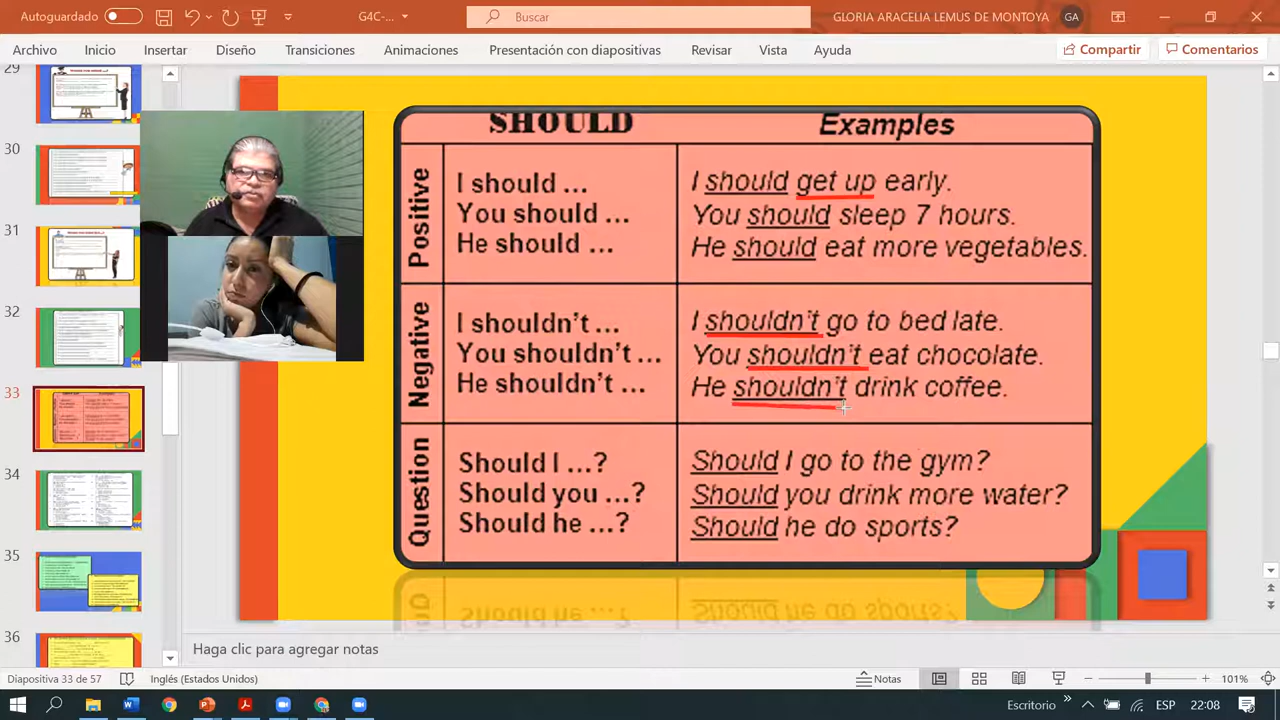 Autoguardado
G4C-...
Buscar
GLORIA ARACELIA LEMUS DE MONTOYA
GA
Archivo Inicio Insertar Diseño Transiciones Animaciones Presentación con diapositivas Revisar Vista Ayuda
Compartir Comentarios
30
31
32
33
34
35
36
SHOULD Examples
Positive
I should ...
You should ...
He should ...
I should get up early.
You should sleep 7 hours.
He should eat more vegetables.
Negative
I shouldn't ...
You shouldn't ...
He shouldn't ...
I shouldn't go to bed late.
You shouldn't eat chocolate.
He shouldn't drink coffee.
Question
Should I ...?
Should you ...?
Should he ...?
Should I go to the gym?
Should you drink more water?
Should he do sports?
Haga clic para agregar notas
Diapositiva 33 de 57
Inglés (Estados Unidos)
Notas
101%
Escritorio
ESP
22:08